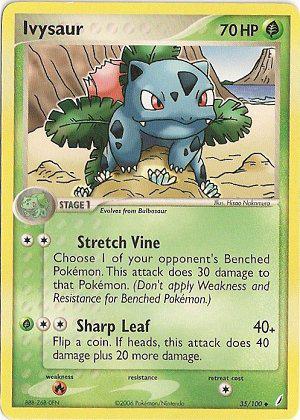 Ivysaur 70 HP
Illus. Hisao Nakamura
STAGE 1
Evolves from Bulbasaur
Stretch Vine
Choose 1 of your opponent's Benched
Pokémon. This attack does 30 damage to
that Pokémon. (Don't apply Weakness and
Resistance for Benched Pokémon.)
Sharp Leaf 40+
Flip a coin. If heads, this attack does 40
damage plus 20 more damage.
weakness resistance retreat cost
©2006 Pokémon/Nintendo 35/100